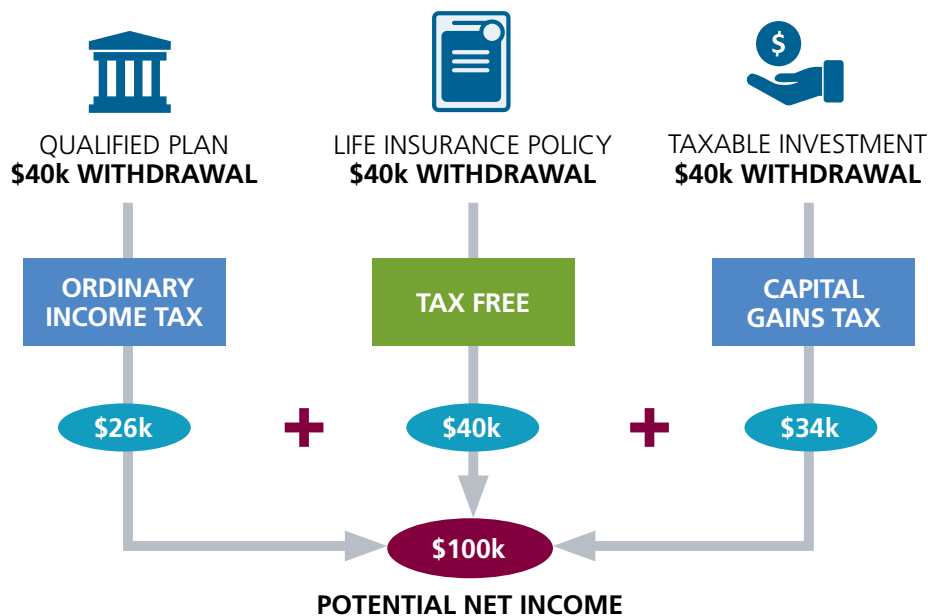 $
QUALIFIED PLAN
$40k WITHDRAWAL
LIFE INSURANCE POLICY
$40k WITHDRAWAL
TAXABLE INVESTMENT
$40k WITHDRAWAL
ORDINARY
INCOME TAX
TAX FREE
CAPITAL
GAINS TAX
$26k
+
$40k
+
$34k
$100k
POTENTIAL NET INCOME